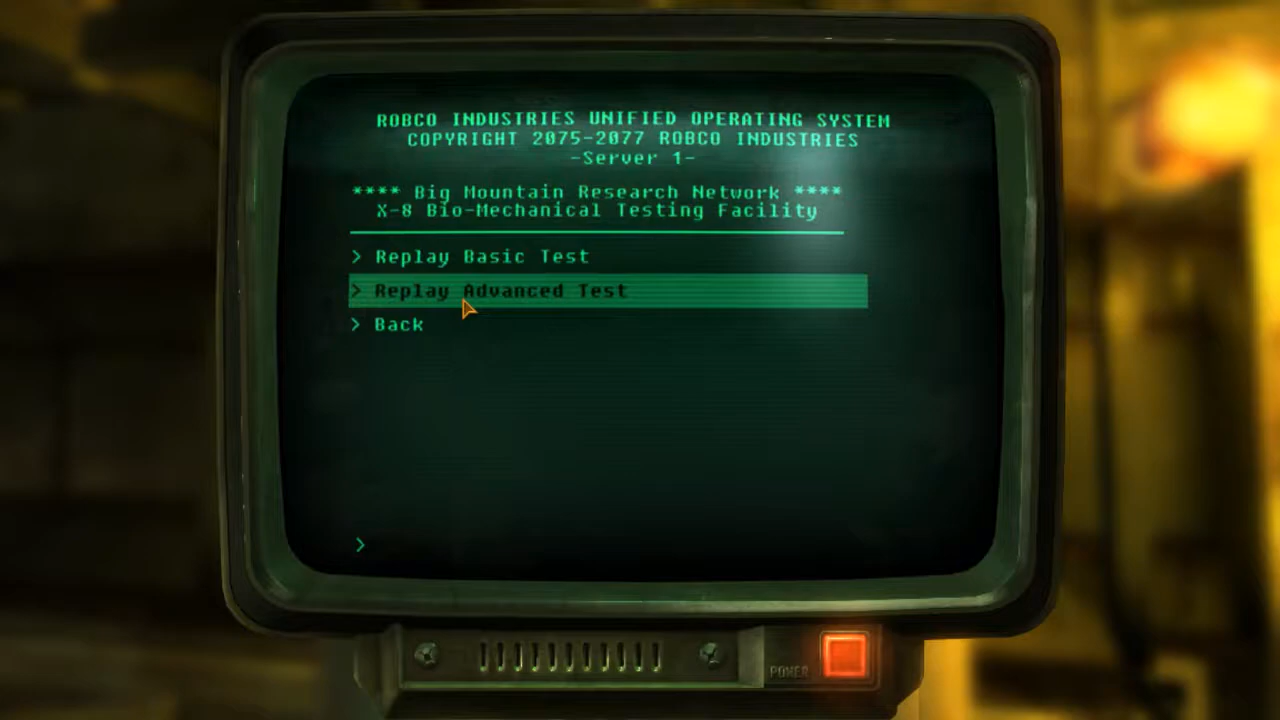 ROBCO INDUSTRIES UNIFIED OPERATING SYSTEM
COPYRIGHT 2075-2077 ROBCO INDUSTRIES
-Server 1-
**** Big Mountain Research Network ****
X-8 Bio-Mechanical Testing Facility
> Replay Basic Test
> Replay Advanced Test
> Back
>
POWER